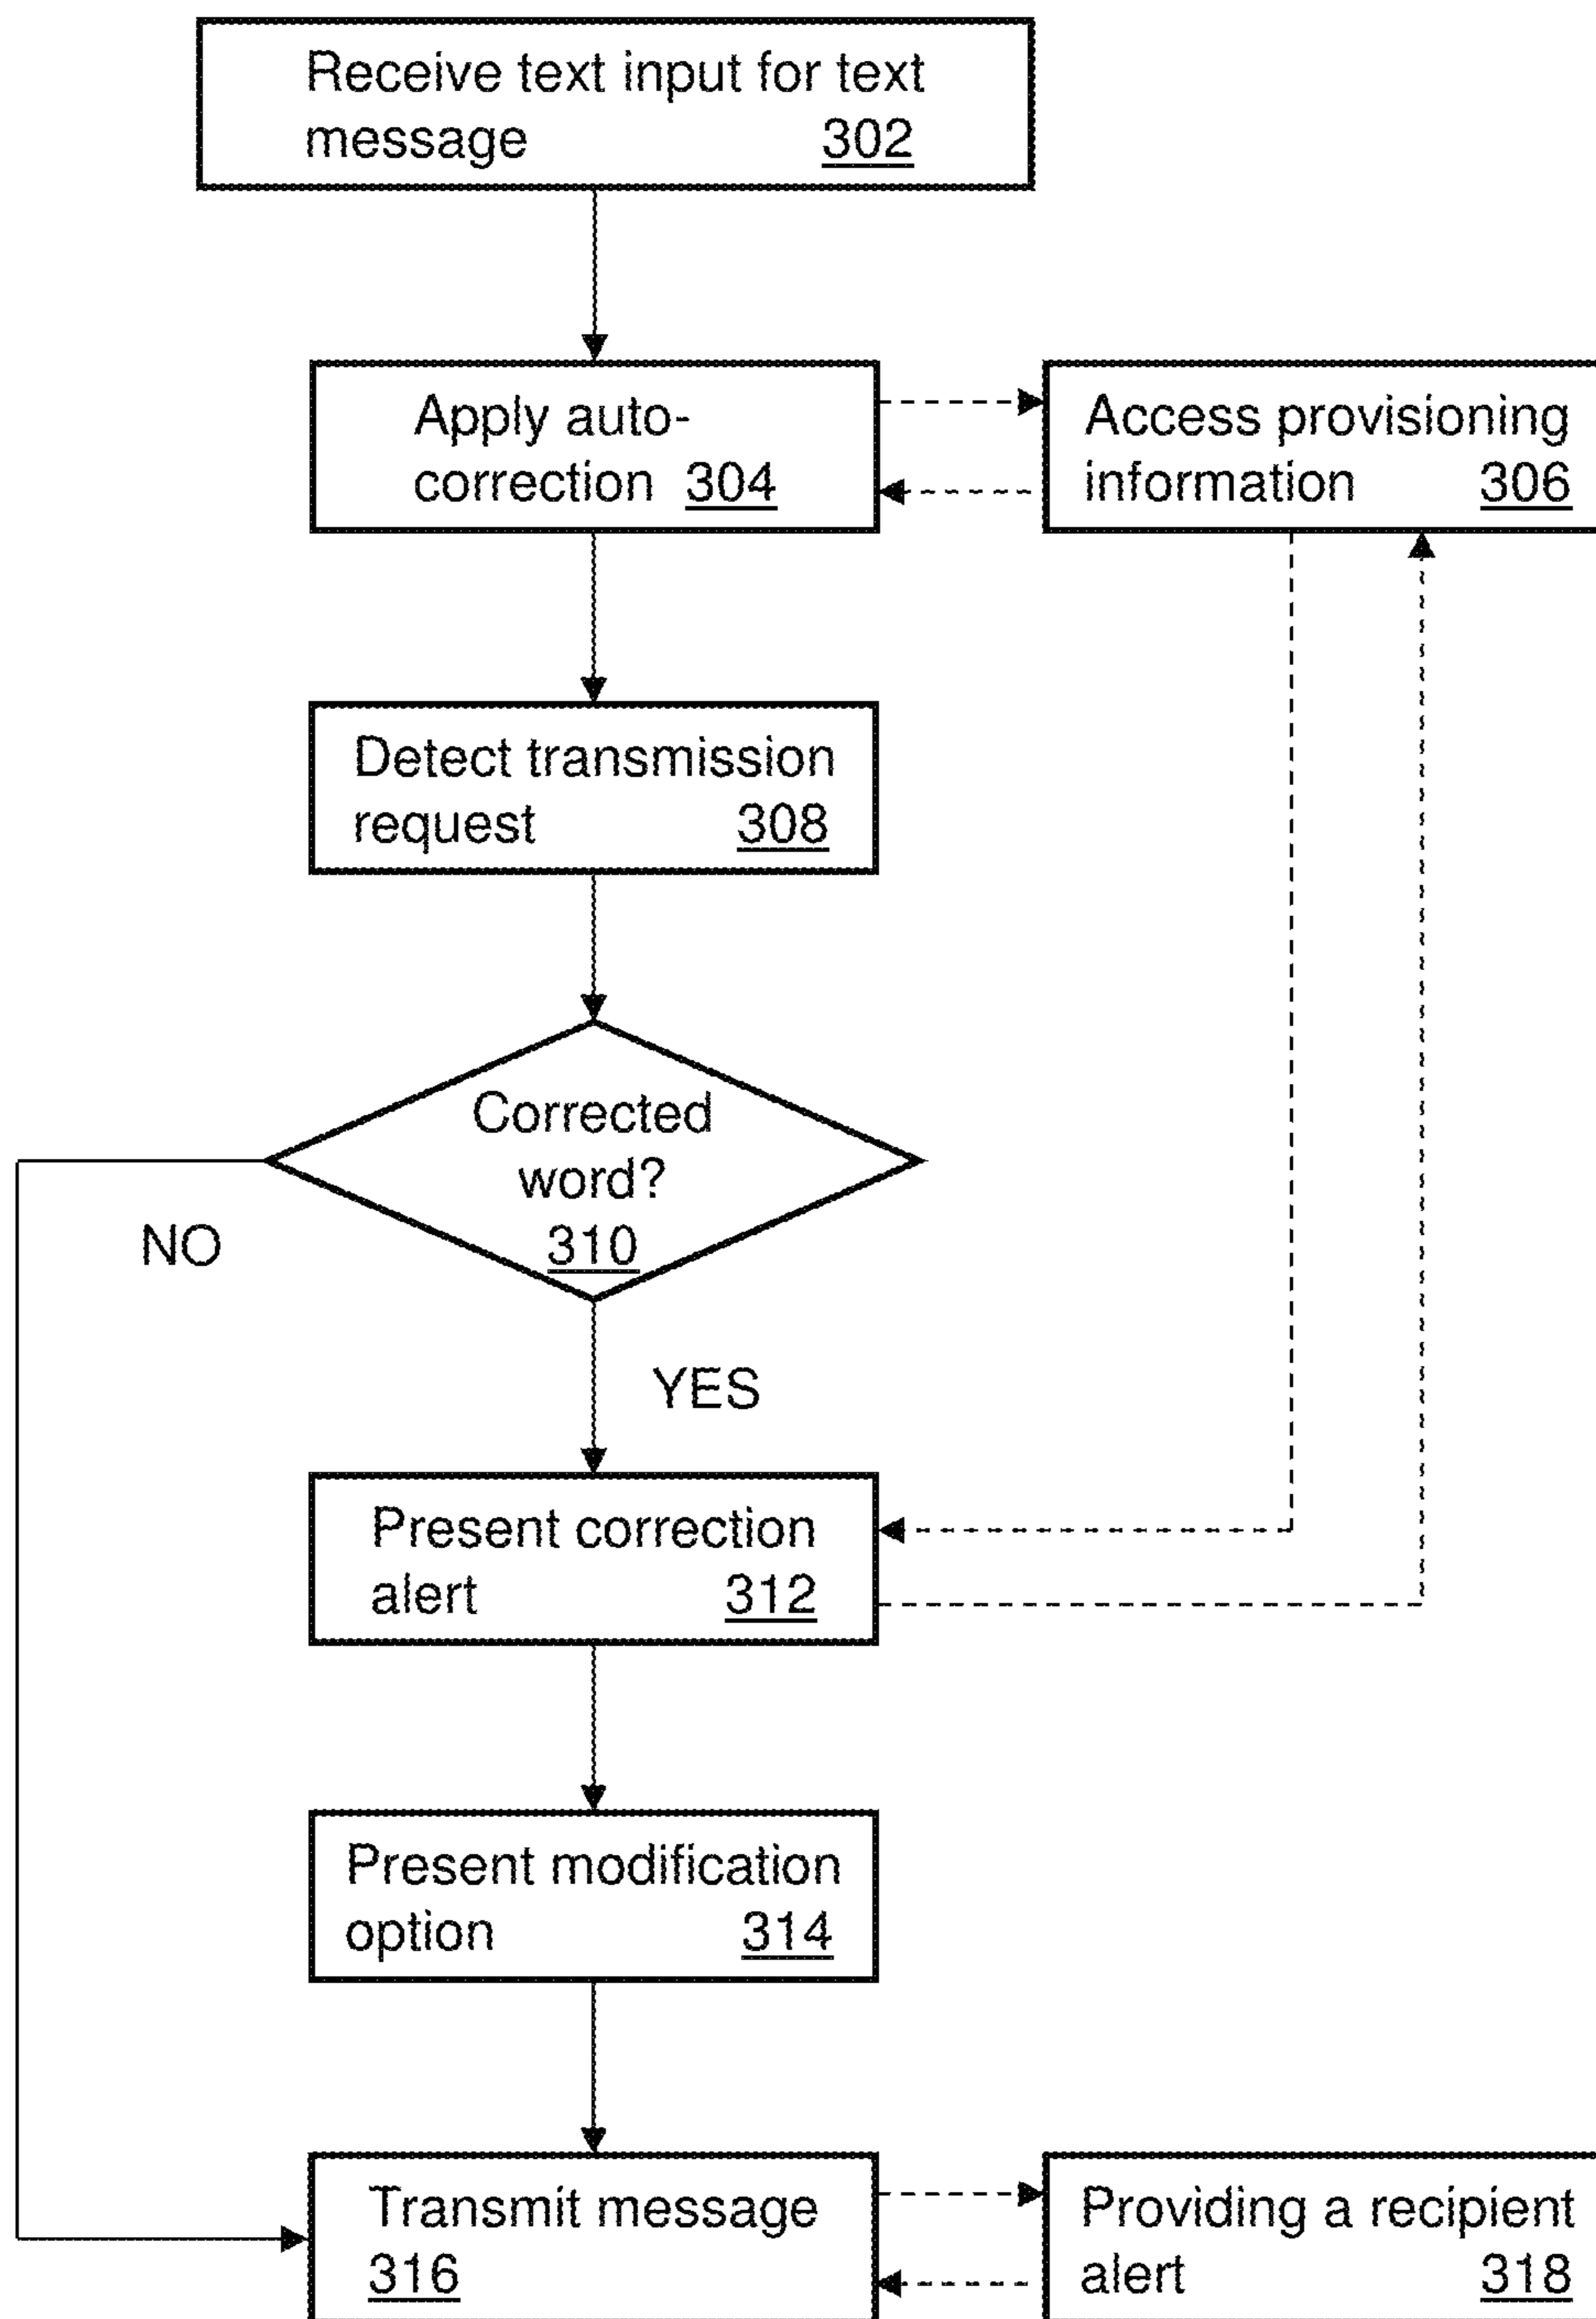 Receive text input for text
message 302
Apply auto-
correction 304
Access provisioning
information 306
Detect transmission
request 308
Corrected
word?
310
NO
YES
Present correction
alert 312
Present modification
option 314
Transmit message
316
Providing a recipient
alert 318